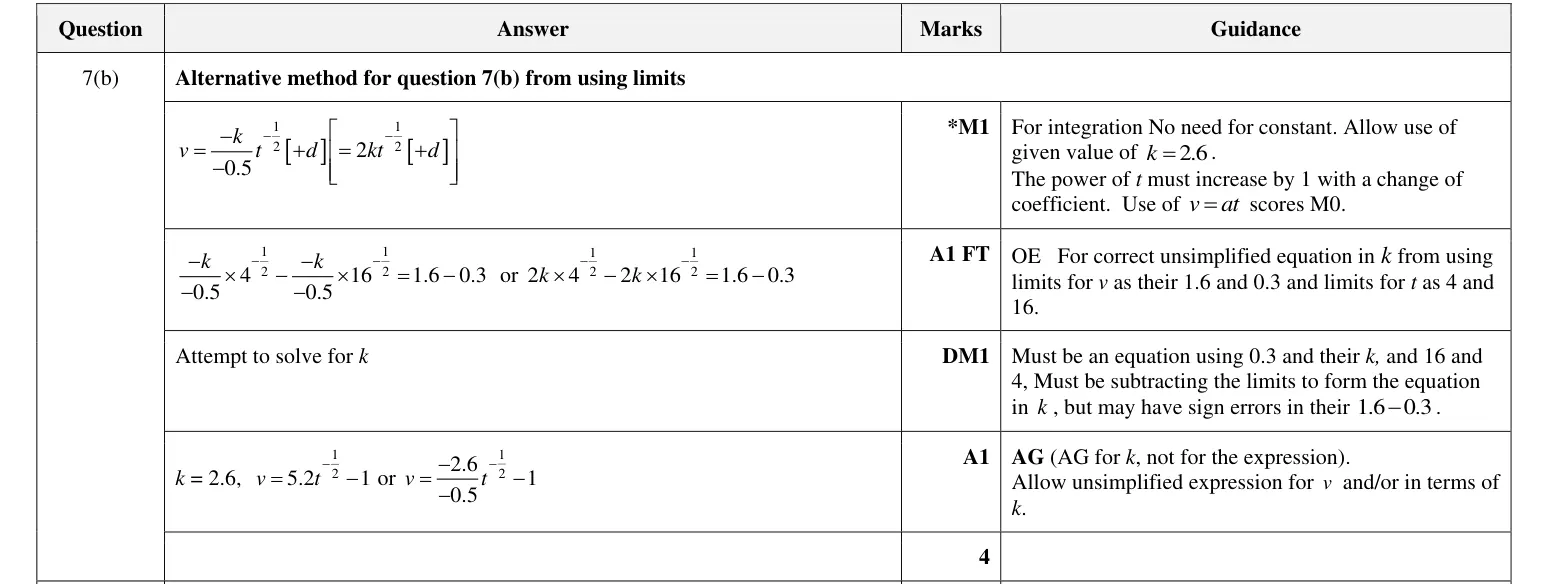 Question Answer Marks Guidance
7(b) Alternative method for question 7(b) from using limits
v = −k/−0.5 t^(−1/2) [+d] [= 2kt^(−1/2) [+d]] *M1 For integration No need for constant. Allow use of
given value of k = 2.6.
The power of t must increase by 1 with a change of
coefficient. Use of v = at scores M0.
−k/−0.5 × 4^(−1/2) − −k/−0.5 × 16^(−1/2) = 1.6 − 0.3 or 2k × 4^(−1/2) − 2k × 16^(−1/2) = 1.6 − 0.3 A1 FT OE For correct unsimplified equation in k from using
limits for v as their 1.6 and 0.3 and limits for t as 4 and
16.
Attempt to solve for k DM1 Must be an equation using 0.3 and their k, and 16 and
4, Must be subtracting the limits to form the equation
in k , but may have sign errors in their 1.6 − 0.3 .
k = 2.6, v = 5.2t^(−1/2) − 1 or v = −2.6/−0.5 t^(−1/2) − 1 A1 AG (AG for k, not for the expression).
Allow unsimplified expression for v and/or in terms of
k.
4